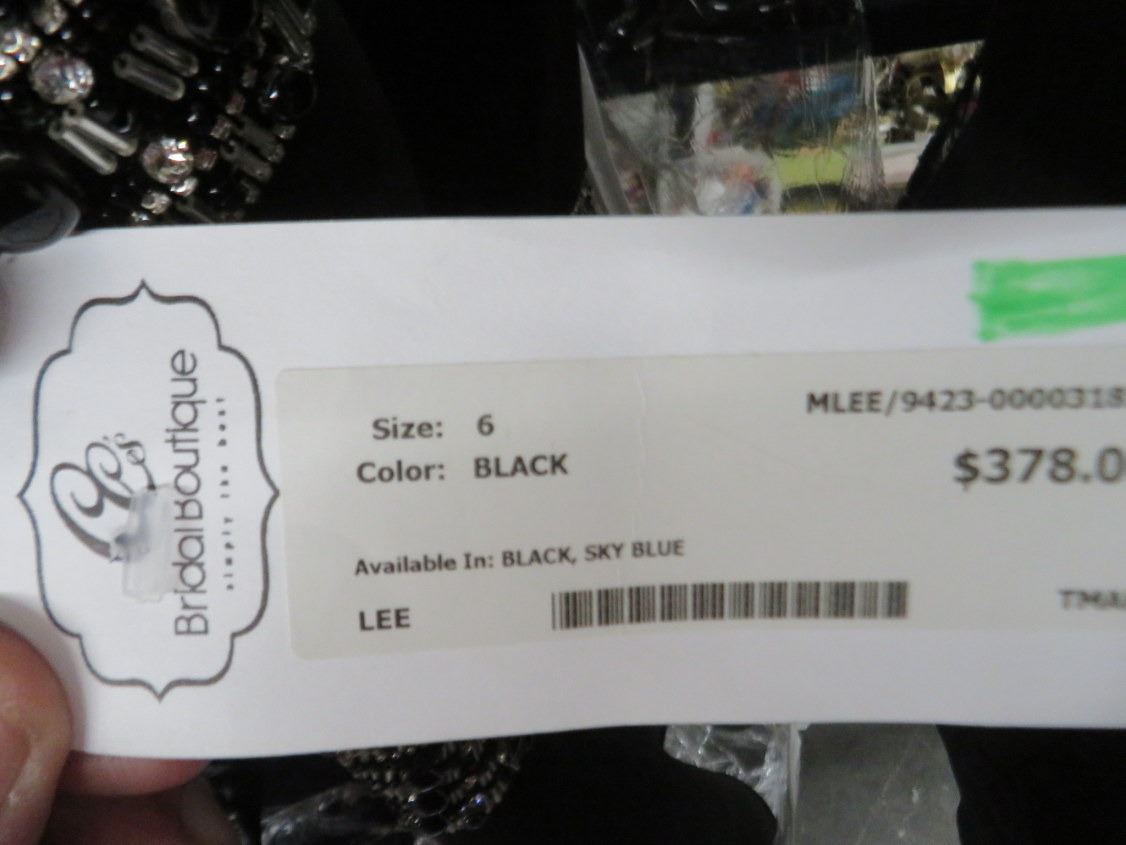 Bridal Boutique
simply the best
Size: 6
Color: BLACK
Available In: BLACK, SKY BLUE
LEE
MLEE/9423-0000318
$378.0